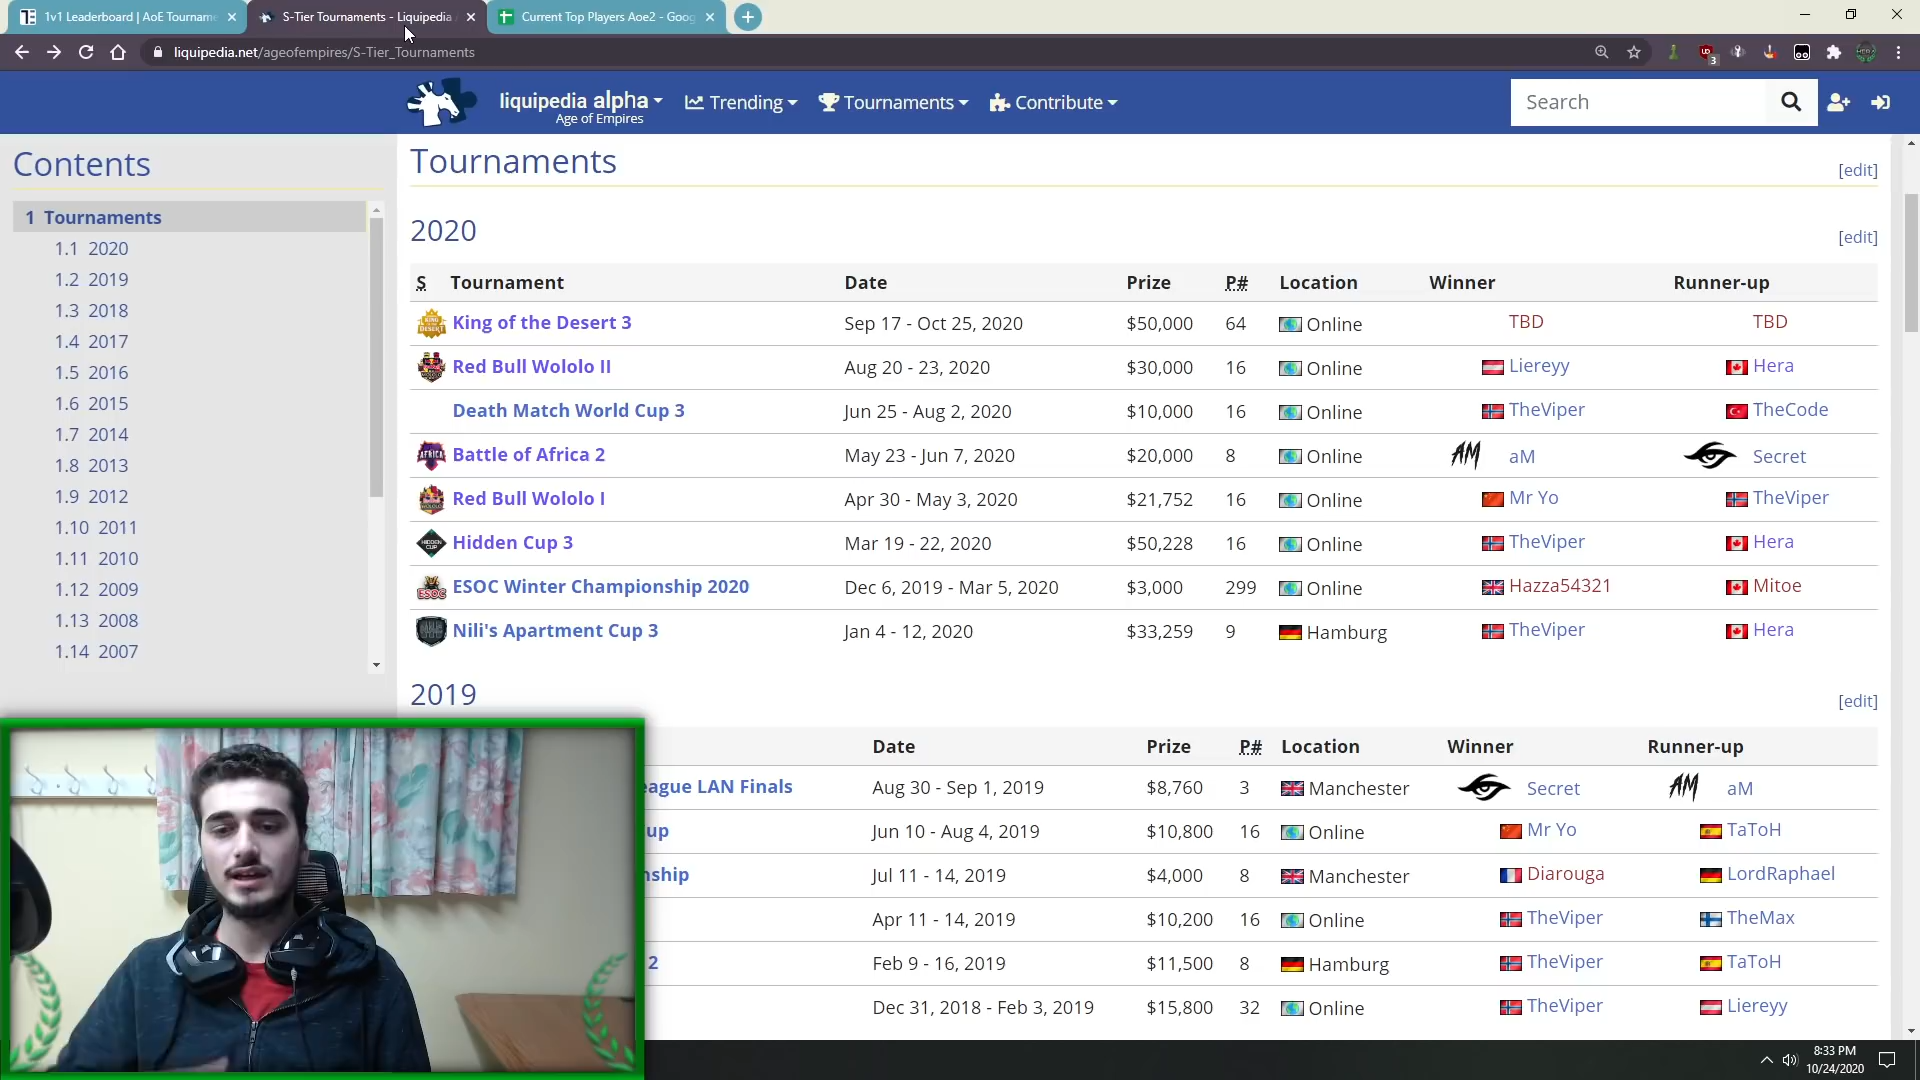 1v1 Leaderboard | AoE Tourname
S-Tier Tournaments - Liquipedia
Current Top Players Aoe2 - Goog
liquipedia.net/ageofempires/S-Tier_Tournaments
3
liquipedia alpha
Age of Empires
Trending
Tournaments
Contribute
Search
Contents
1 Tournaments
1.1 2020
1.2 2019
1.3 2018
1.4 2017
1.5 2016
1.6 2015
1.7 2014
1.8 2013
1.9 2012
1.10 2011
1.11 2010
1.12 2009
1.13 2008
1.14 2007
Tournaments [edit]
2020 [edit]
S Tournament Date Prize P# Location Winner Runner-up
King of the Desert 3 Sep 17 - Oct 25, 2020 $50,000 64 Online TBD TBD
Red Bull Wololo II Aug 20 - 23, 2020 $30,000 16 Online Liereyy Hera
Death Match World Cup 3 Jun 25 - Aug 2, 2020 $10,000 16 Online TheViper TheCode
AFRICA Battle of Africa 2 May 23 - Jun 7, 2020 $20,000 8 Online AM aM Secret
Red Bull Wololo I Apr 30 - May 3, 2020 $21,752 16 Online Mr Yo TheViper
HIDDEN CUP Hidden Cup 3 Mar 19 - 22, 2020 $50,228 16 Online TheViper Hera
ESOC ESOC Winter Championship 2020 Dec 6, 2019 - Mar 5, 2020 $3,000 299 Online Hazza54321 Mitoe
Nili's Apartment Cup 3 Jan 4 - 12, 2020 $33,259 9 Hamburg TheViper Hera
2019 [edit]
Date Prize P# Location Winner Runner-up
eague LAN Finals Aug 30 - Sep 1, 2019 $8,760 3 Manchester Secret AM aM
up Jun 10 - Aug 4, 2019 $10,800 16 Online Mr Yo TaToH
nship Jul 11 - 14, 2019 $4,000 8 Manchester Diarouga LordRaphael
Apr 11 - 14, 2019 $10,200 16 Online TheViper TheMax
2 Feb 9 - 16, 2019 $11,500 8 Hamburg TheViper TaToH
Dec 31, 2018 - Feb 3, 2019 $15,800 32 Online TheViper Liereyy
8:33 PM
10/24/2020